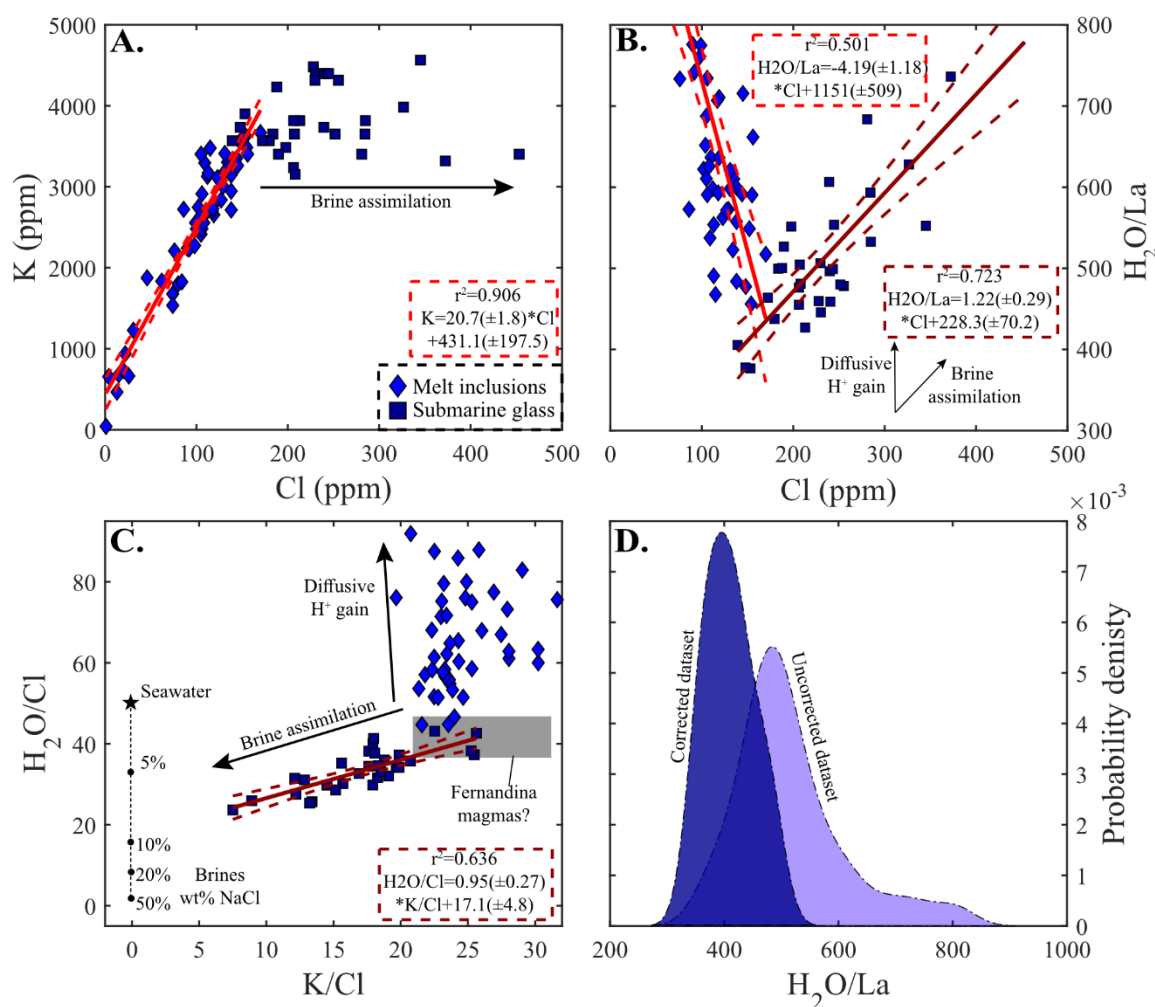 A.
5000
4000
3000
2000
1000
0
K (ppm)
Brine assimilation
r²=0.906
K=20.7(±1.8)*Cl
+431.1(±197.5)
Melt inclusions
Submarine glass
0
100
200
300
400
500
Cl (ppm)
B.
r²=0.501
H2O/La=-4.19(±1.18)
*Cl+1151(±509)
r²=0.723
H2O/La=1.22(±0.29)
*Cl+228.3(±70.2)
Diffusive
H⁺ gain
Brine
assimilation
800
700
600
500
400
300
H₂O/La
0
100
200
300
400
500
Cl (ppm)
C.
80
60
40
20
0
H₂O/Cl
Diffusive
H⁺ gain
Brine assimilation
Seawater
5%
10%
20%
50%
Brines
wt% NaCl
Fernandina
magmas?
r²=0.636
H2O/Cl=0.95(±0.27)
*K/Cl+17.1(±4.8)
0
5
10
15
20
25
30
K/Cl
D.
×10⁻³
8
7
6
5
4
3
2
1
0
Probability denisty
Corrected dataset
Uncorrected dataset
200
400
600
800
1000
H₂O/La